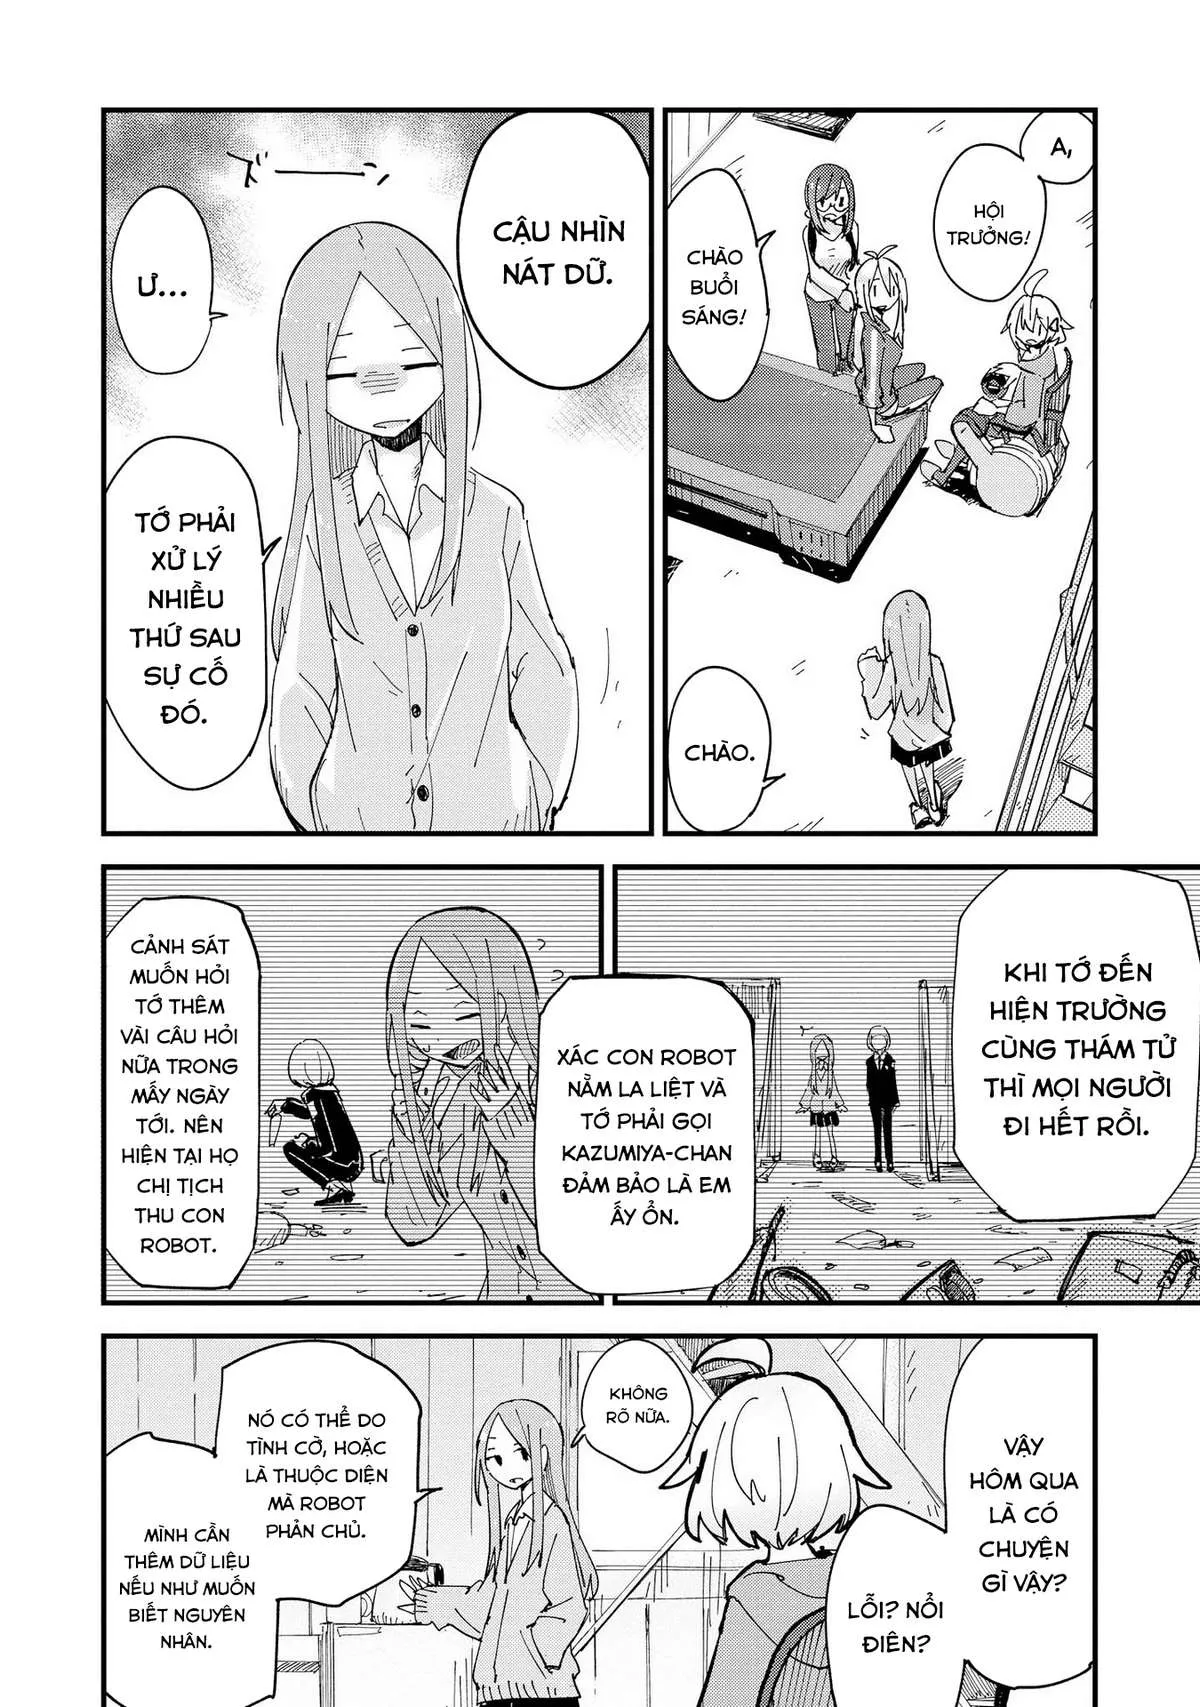 A,
HỘI
TRƯỞNG!
CHÀO
BUỔI
SÁNG!
CHÀO.
CẬU NHÌN
NÁT DỮ.
ズーーン
Ư...
TỚ PHẢI
XỬ LÝ
NHIỀU
THỨ SAU
SỰ CỐ
ĐÓ.
KHI TỚ ĐẾN
HIỆN TRƯỜNG
CÙNG THÁM TỬ
THÌ MỌI NGƯỜI
ĐI HẾT RỒI.
XÁC CON ROBOT
NẰM LA LIỆT VÀ
TỚ PHẢI GỌI
KAZUMIYA-CHAN
ĐẢM BẢO LÀ EM
ẤY ỔN.
CẢNH SÁT
MUỐN HỎI
TỚ THÊM
VÀI CÂU HỎI
NỮA TRONG
MẤY NGÀY
TỚI. NÊN
HIỆN TẠI HỌ
CHỊ TỊCH
THU CON
ROBOT.
VẬY
HÔM QUA
LÀ CÓ
CHUYỆN
GÌ VẬY?
LỖI? NỔI
ĐIÊN?
KHÔNG
RÕ NỮA.
NÓ CÓ THỂ DO
TÌNH CỜ, HOẶC
LÀ THUỘC DIỆN
MÀ ROBOT
PHẢN CHỦ.
MÌNH CẦN
THÊM DỮ LIỆU
NẾU NHƯ MUỐN
BIẾT NGUYÊN
NHÂN.